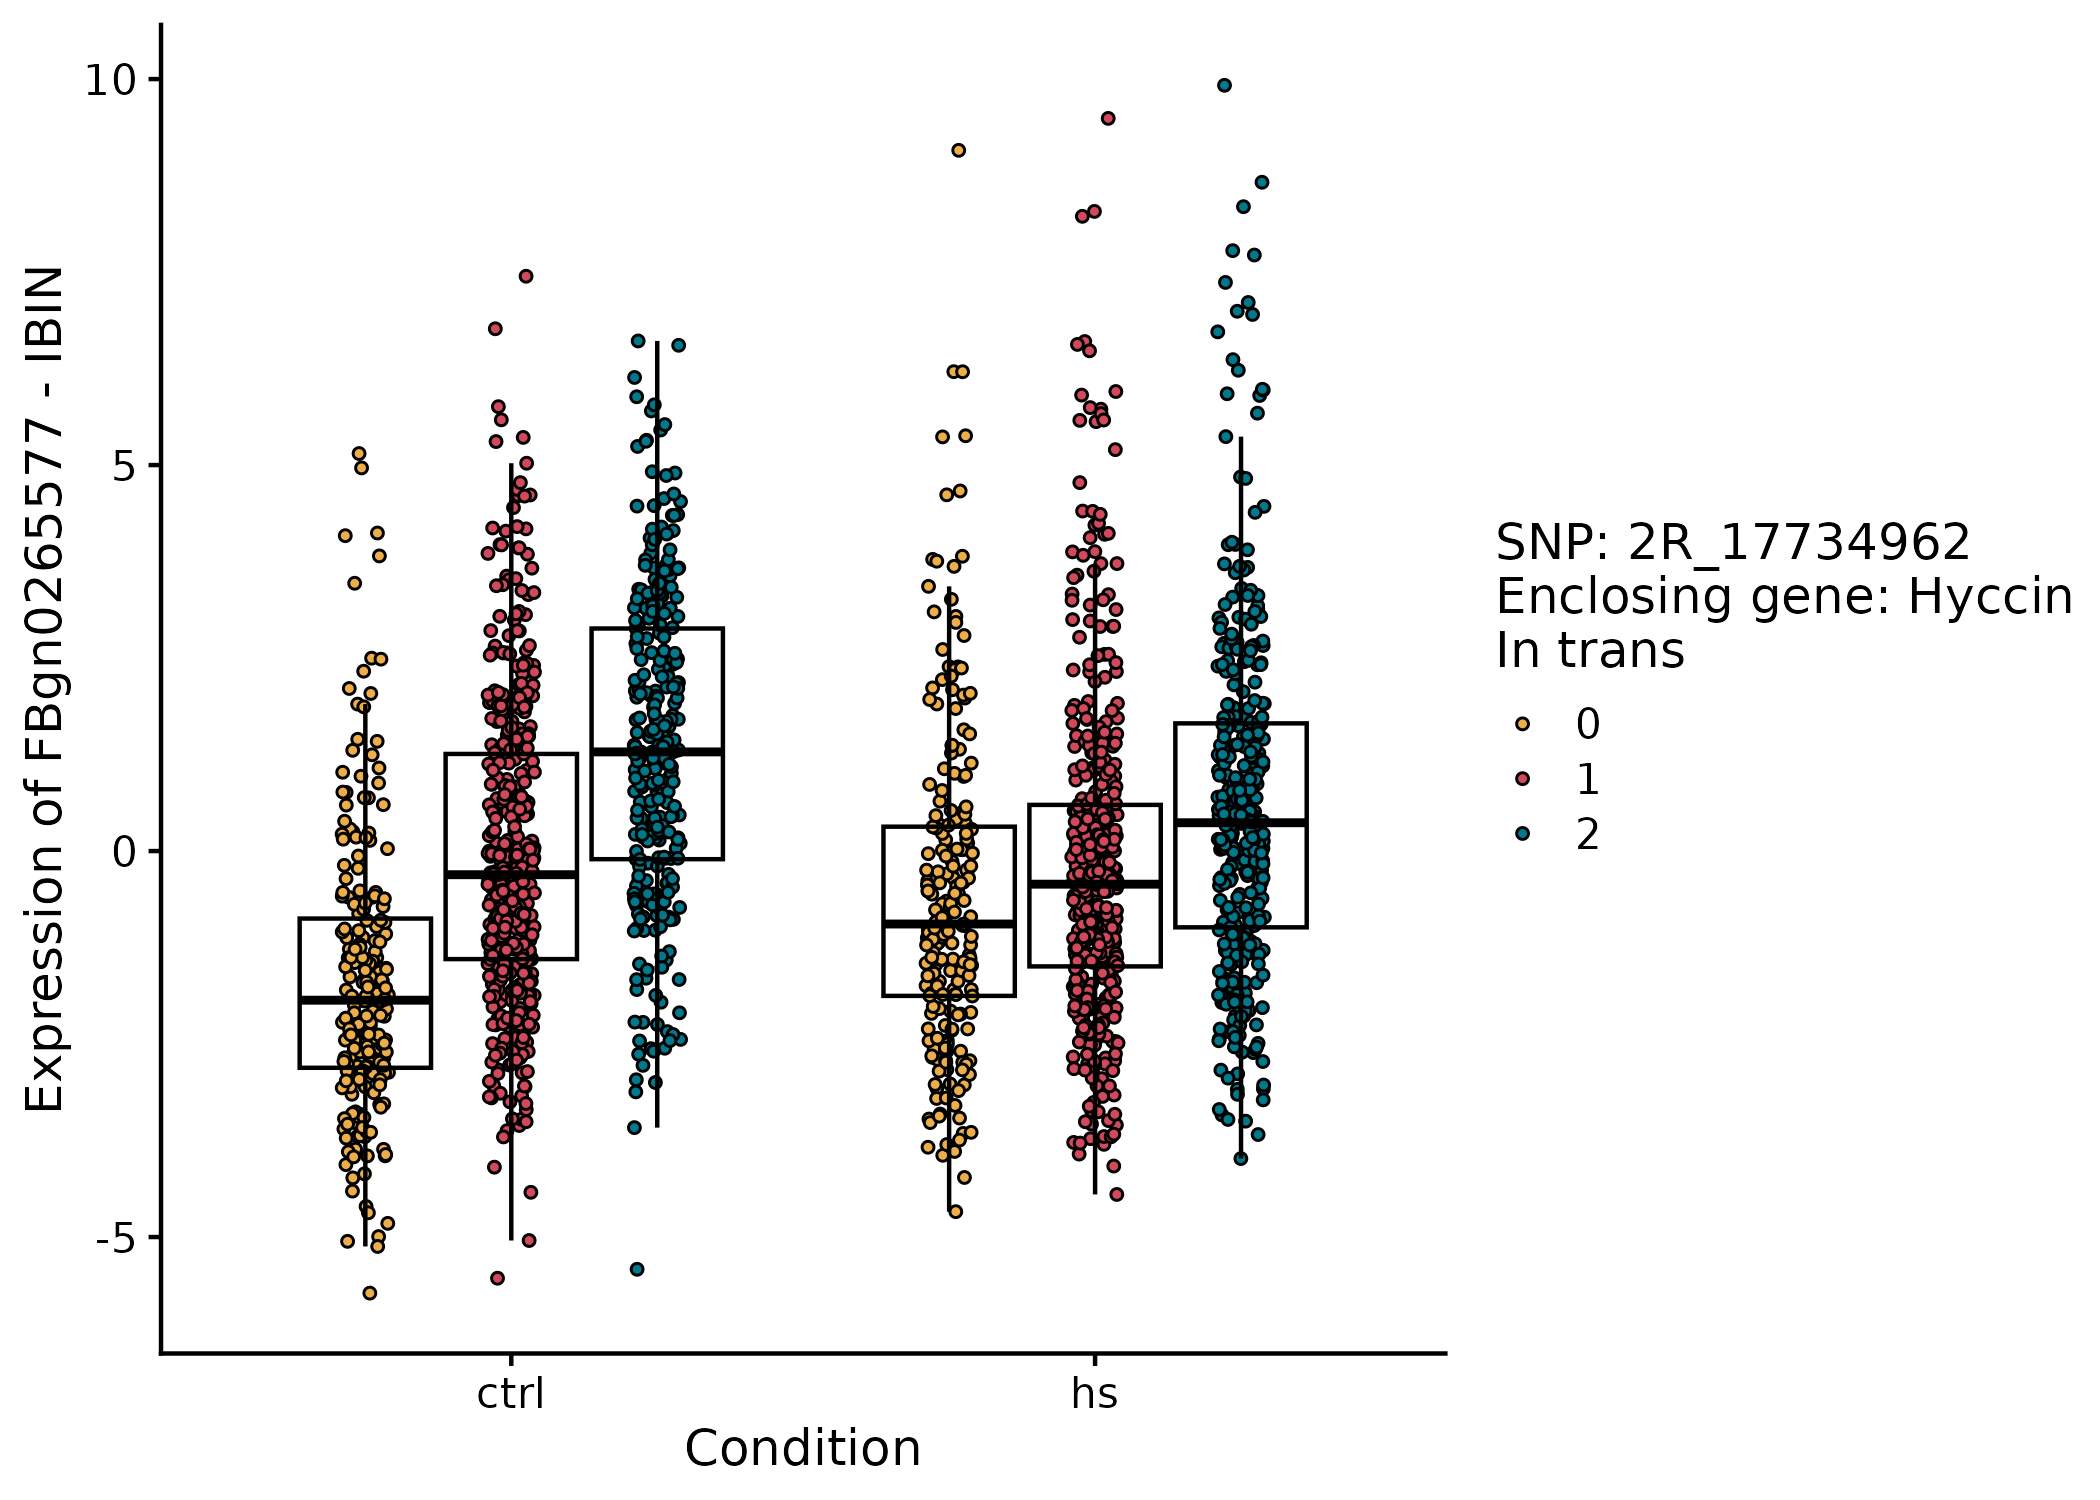 10
5
0
-5
Expression of FBgn0265577 - IBIN
ctrl
hs
Condition
SNP: 2R_17734962
Enclosing gene: Hyccin
In trans
0
1
2